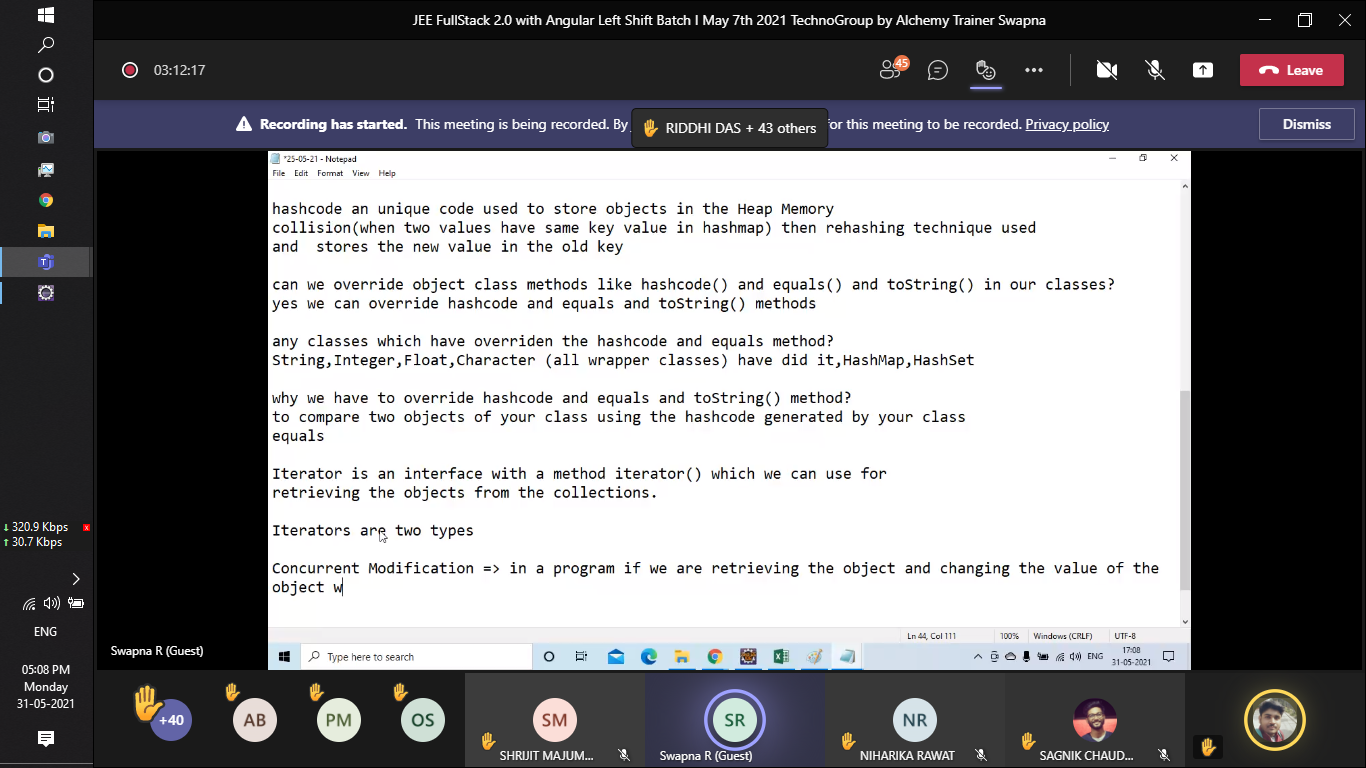 JEE FullStack 2.0 with Angular Left Shift Batch I May 7th 2021 TechnoGroup by Alchemy Trainer Swapna
03:12:17
45
Leave
Recording has started. This meeting is being recorded. By
RIDDHI DAS + 43 others
for this meeting to be recorded. Privacy policy
Dismiss
*25-05-21 - Notepad
File Edit Format View Help
hashcode an unique code used to store objects in the Heap Memory
collision(when two values have same key value in hashmap) then rehashing technique used
and  stores the new value in the old key
can we override object class methods like hashcode() and equals() and toString() in our classes?
yes we can override hashcode and equals and toString() methods
any classes which have overriden the hashcode and equals method?
String,Integer,Float,Character (all wrapper classes) have did it,HashMap,HashSet
why we have to override hashcode and equals and toString() method?
to compare two objects of your class using the hashcode generated by your class
equals
Iterator is an interface with a method iterator() which we can use for
retrieving the objects from the collections.
Iterators are two types
Concurrent Modification => in a program if we are retrieving the object and changing the value of the
object w
Ln 44, Col 111
100%
Windows (CRLF)
UTF-8
Type here to search
ENG
17:08
31-05-2021
Swapna R (Guest)
↓ 320.9 Kbps x
↑ 30.7 Kbps
ENG
05:08 PM
Monday
31-05-2021
+40
AB
PM
OS
SM
SHRIJIT MAJUM...
SR
Swapna R (Guest)
NR
NIHARIKA RAWAT
SAGNIK CHAUD...